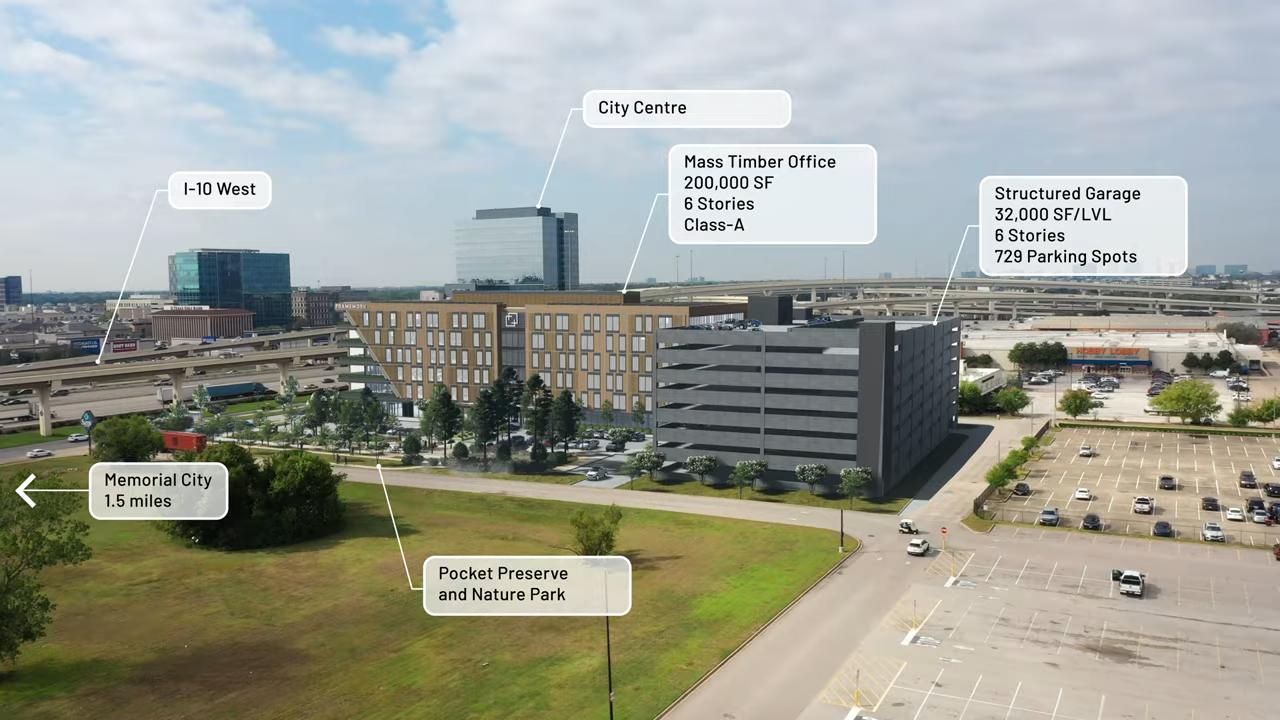 City Centre
Mass Timber Office
200,000 SF
6 Stories
Class-A
I-10 West
Structured Garage
32,000 SF/LVL
6 Stories
729 Parking Spots
FRAMEWORK
HOBBY LOBBY
Memorial City
1.5 miles
Pocket Preserve
and Nature Park